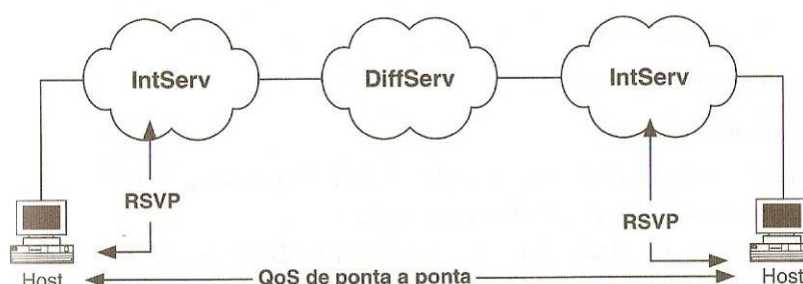 IntServ
DiffServ
IntServ
RSVP
RSVP
Host
QoS de ponta a ponta
Host